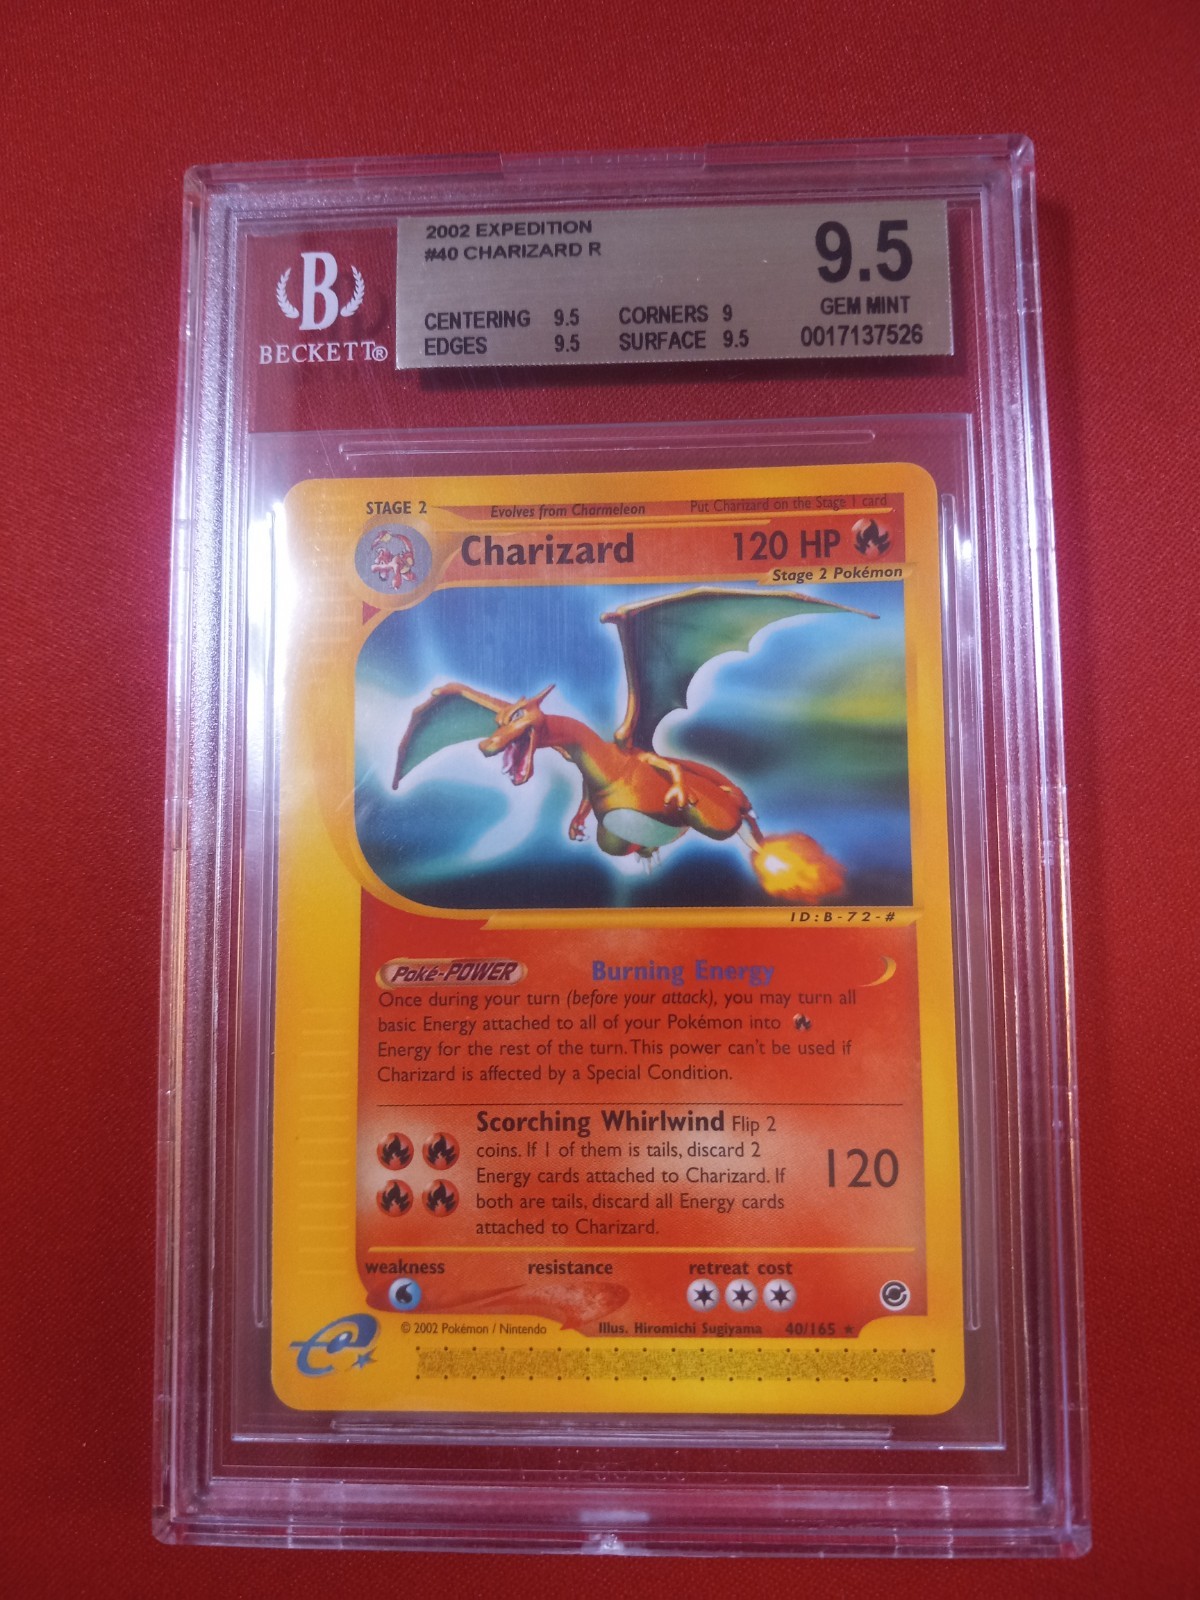 2002 EXPEDITION
#40 CHARIZARD R
9.5
GEM MINT
CENTERING 9.5 CORNERS 9
EDGES 9.5 SURFACE 9.5
0017137526
B
BECKETT®
STAGE 2
Evolves from Charmeleon
Put Charizard on the Stage 1 card
Charizard
120 HP
Stage 2 Pokémon
ID:B-72-#
Poké-POWER
Burning Energy
Once during your turn (before your attack), you may turn all
basic Energy attached to all of your Pokémon into
Energy for the rest of the turn. This power can't be used if
Charizard is affected by a Special Condition.
Scorching Whirlwind Flip 2
coins. If 1 of them is tails, discard 2
Energy cards attached to Charizard. If
both are tails, discard all Energy cards
attached to Charizard.
120
weakness resistance retreat cost
e
© 2002 Pokémon / Nintendo
Illus. Hiromichi Sugiyama 40/165 ★